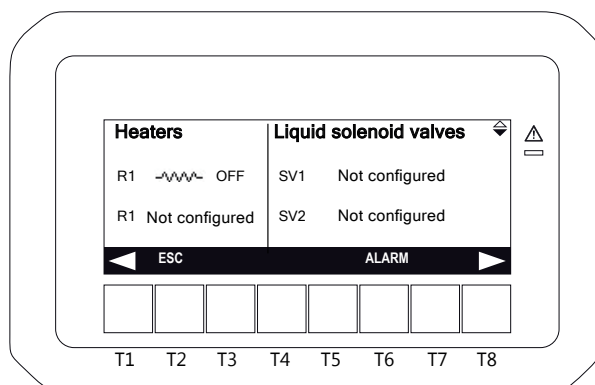 Heaters
Liquid solenoid valves
R1 OFF
SV1 Not configured
R1 Not configured
SV2 Not configured
ESC
ALARM
T1 T2 T3 T4 T5 T6 T7 T8